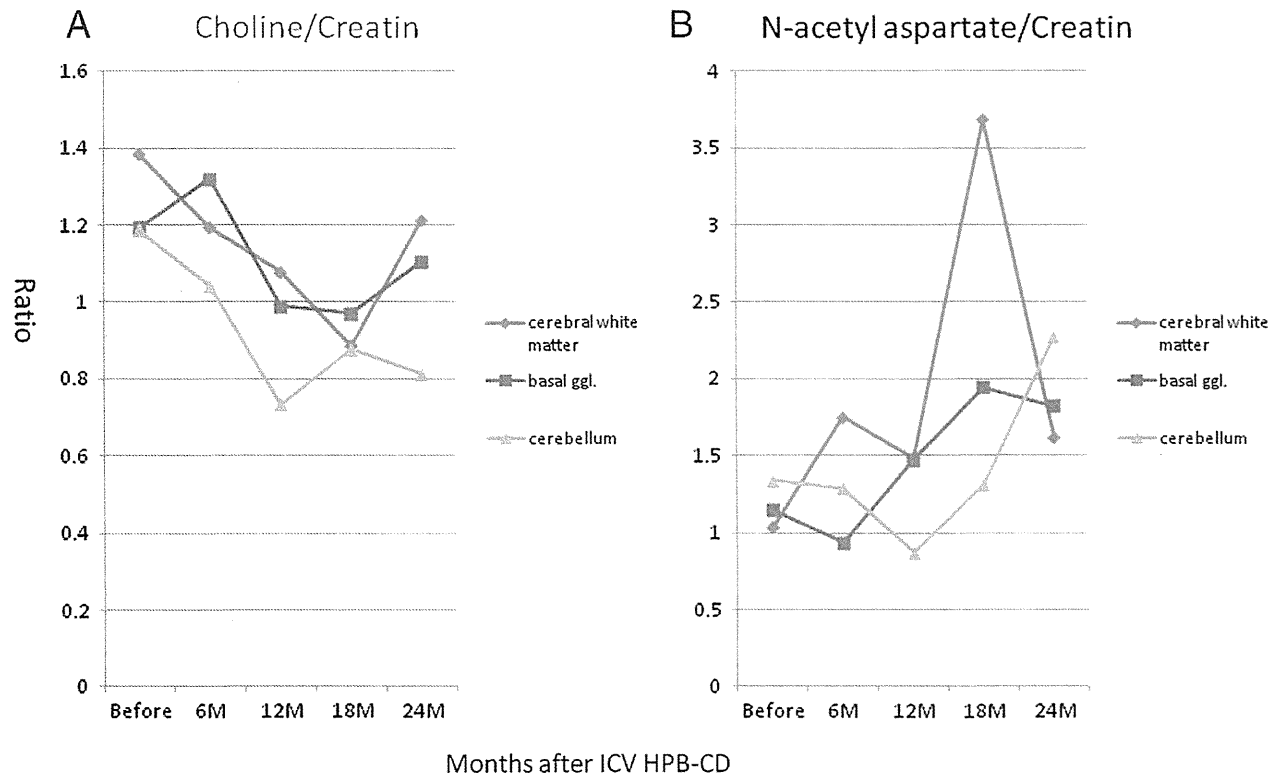 A
Choline/Creatin
1.6
1.4
1.2
1
0.8
0.6
0.4
0.2
0
Ratio
Before 6M 12M 18M 24M
cerebral white
matter
basal ggl.
cerebellum
B
N-acetyl aspartate/Creatin
4
3.5
3
2.5
2
1.5
1
0.5
0
Before 6M 12M 18M 24M
cerebral white
matter
basal ggl.
cerebellum
Months after ICV HPB-CD